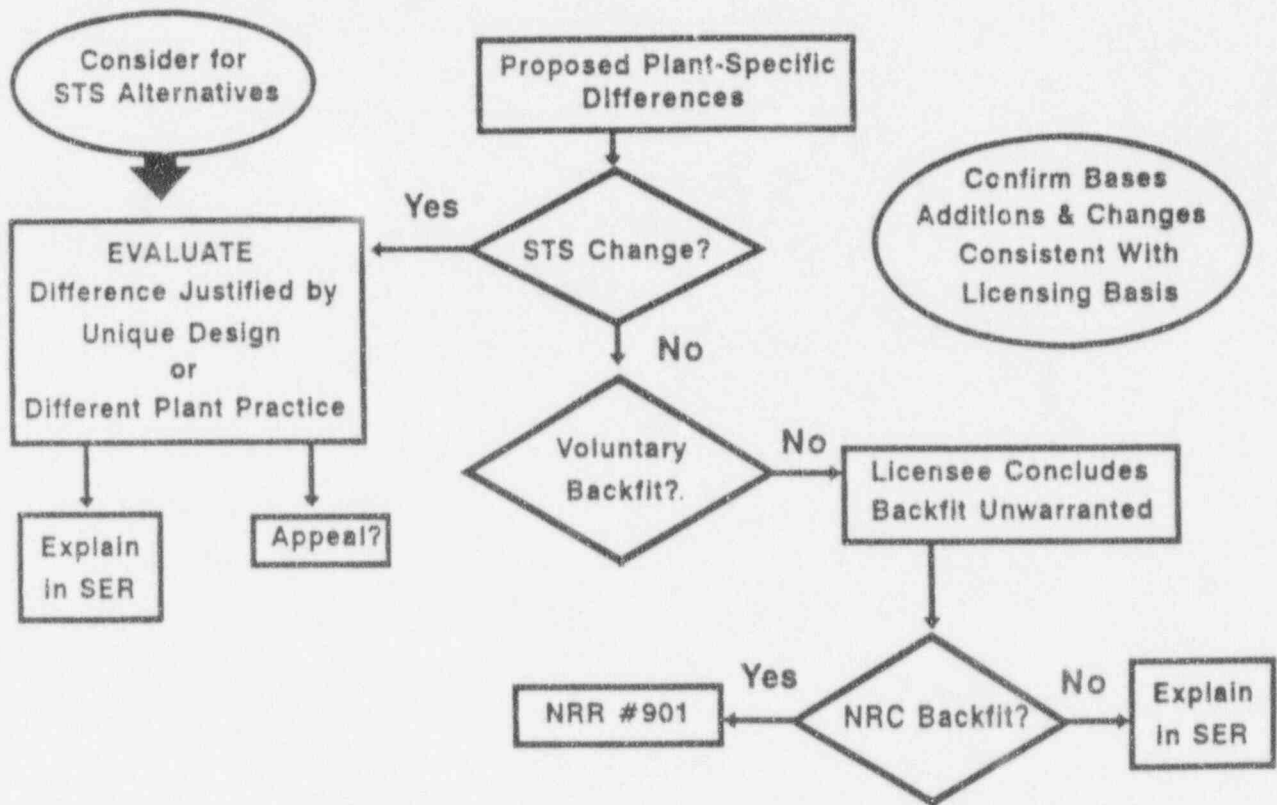 Consider for
STS Alternatives
Proposed Plant-Specific
Differences
Confirm Bases
Additions & Changes
Consistent With
Licensing Basis
Yes
STS Change?
EVALUATE
Difference Justified by
Unique Design
or
Different Plant Practice
No
Voluntary
Backfit?.
No
Licensee Concludes
Backfit Unwarranted
Explain
in SER
Appeal?
NRC Backfit?
Yes
NRR #901
No
Explain
in SER